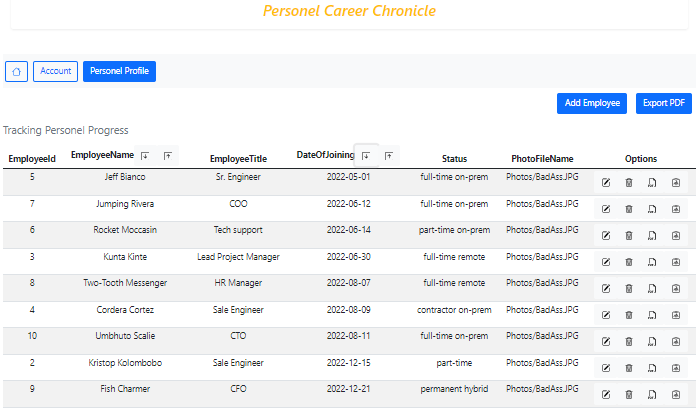 Personel Career Chronicle
Account Personel Profile
Add Employee Export PDF
Tracking Personel Progress
EmployeeId EmployeeName EmployeeTitle DateOfJoining Status PhotoFileName Options
5 Jeff Bianco Sr. Engineer 2022-05-01 full-time on-prem Photos/BadAss.JPG
7 Jumping Rivera COO 2022-06-12 full-time on-prem Photos/BadAss.JPG
6 Rocket Moccasin Tech support 2022-06-14 part-time on-prem Photos/BadAss.JPG
3 Kunta Kinte Lead Project Manager 2022-06-30 full-time remote Photos/BadAss.JPG
8 Two-Tooth Messenger HR Manager 2022-08-07 full-time remote Photos/BadAss.JPG
4 Cordera Cortez Sale Engineer 2022-08-09 contractor on-prem Photos/BadAss.JPG
10 Umbhuto Scalie CTO 2022-08-11 full-time on-prem Photos/BadAss.JPG
2 Kristop Kolombobo Sale Engineer 2022-12-15 part-time Photos/BadAss.JPG
9 Fish Charmer CFO 2022-12-21 permanent hybrid Photos/BadAss.JPG